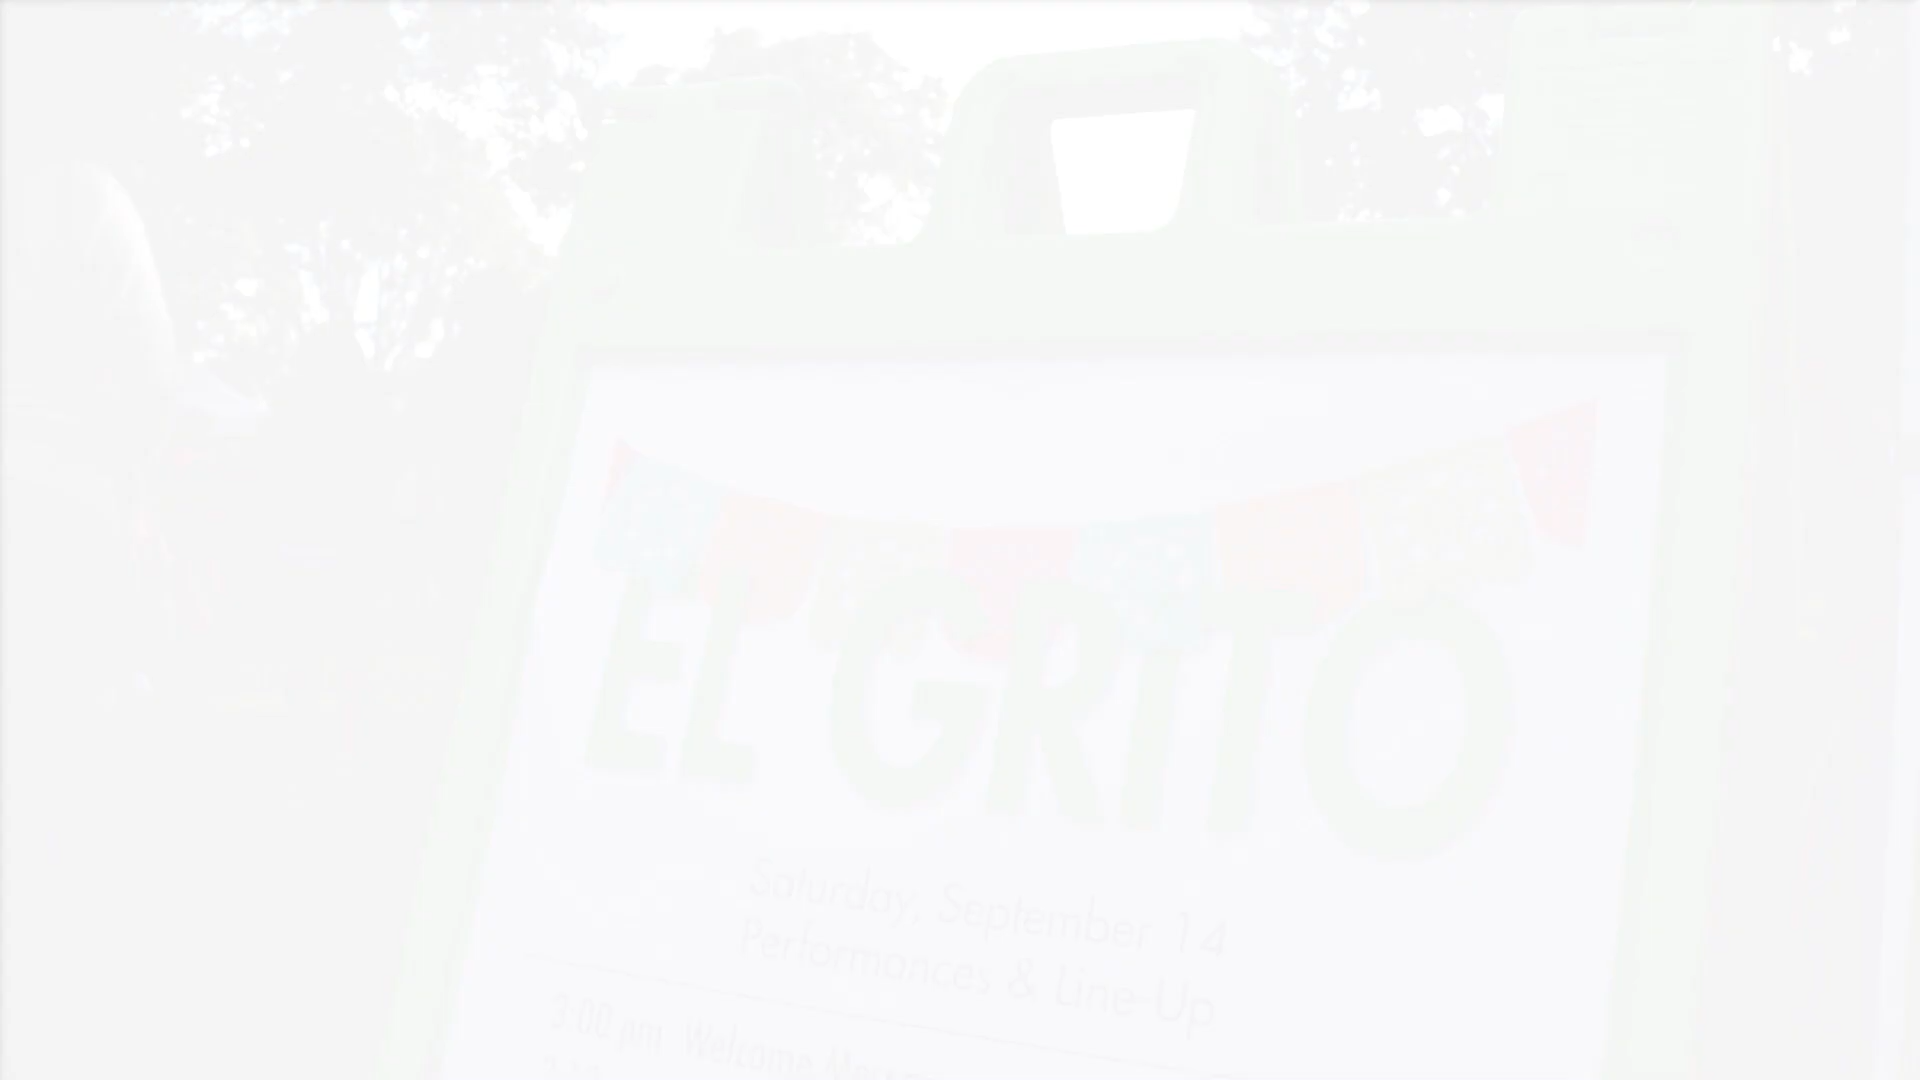 EL GRITO
Saturday, September 14
Performances & Line-Up
3:00 pm Welcome